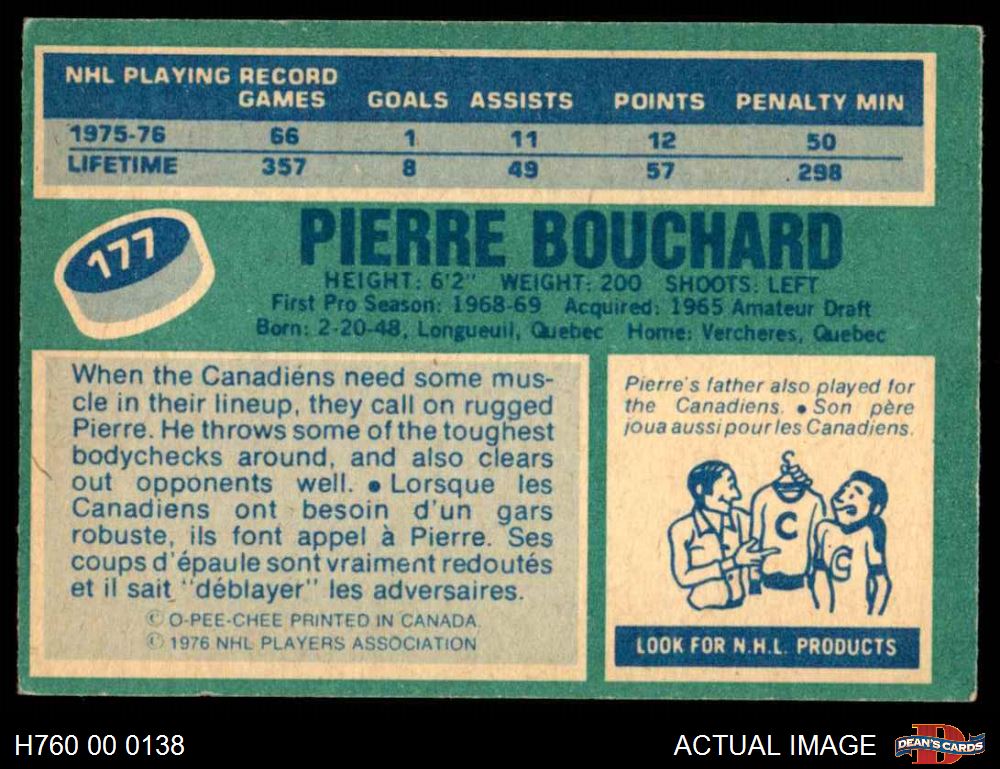 NHL PLAYING RECORD
GAMES GOALS ASSISTS POINTS PENALTY MIN
1975-76 66 1 11 12 50
LIFETIME 357 8 49 57 298
177
PIERRE BOUCHARD
HEIGHT: 6'2" WEIGHT: 200 SHOOTS: LEFT
First Pro Season: 1968-69 Acquired: 1965 Amateur Draft
Born: 2-20-48, Longueuil, Quebec Home: Vercheres, Quebec
When the Canadiéns need some mus-
cle in their lineup, they call on rugged
Pierre. He throws some of the toughest
bodychecks around, and also clears
out opponents well. ● Lorsque les
Canadiens ont besoin d'un gars
robuste, ils font appel à Pierre. Ses
coups d'épaule sont vraiment redoutés
et il sait "déblayer" les adversaires.
© O-PEE-CHEE PRINTED IN CANADA.
© 1976 NHL PLAYERS ASSOCIATION
Pierre's father also played for
the Canadiens. ● Son père
joua aussi pour les Canadiens.
C
C
LOOK FOR N.H.L. PRODUCTS
H760 00 0138
ACTUAL IMAGE
D
DEAN'S CARDS